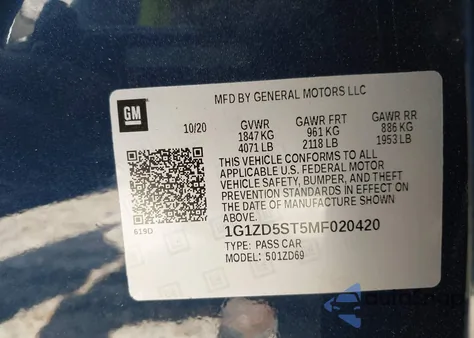 GM
MFD BY GENERAL MOTORS LLC
10/20 GVWR GAWR FRT GAWR RR
1847 KG 961 KG 886 KG
4071 LB 2118 LB 1953 LB
THIS VEHICLE CONFORMS TO ALL
APPLICABLE U.S. FEDERAL MOTOR
VEHICLE SAFETY, BUMPER, AND THEFT
PREVENTION STANDARDS IN EFFECT ON
THE DATE OF MANUFACTURE SHOWN
ABOVE.
619D
1G1ZD5ST5MF020420
TYPE: PASS CAR
MODEL: 501ZD69